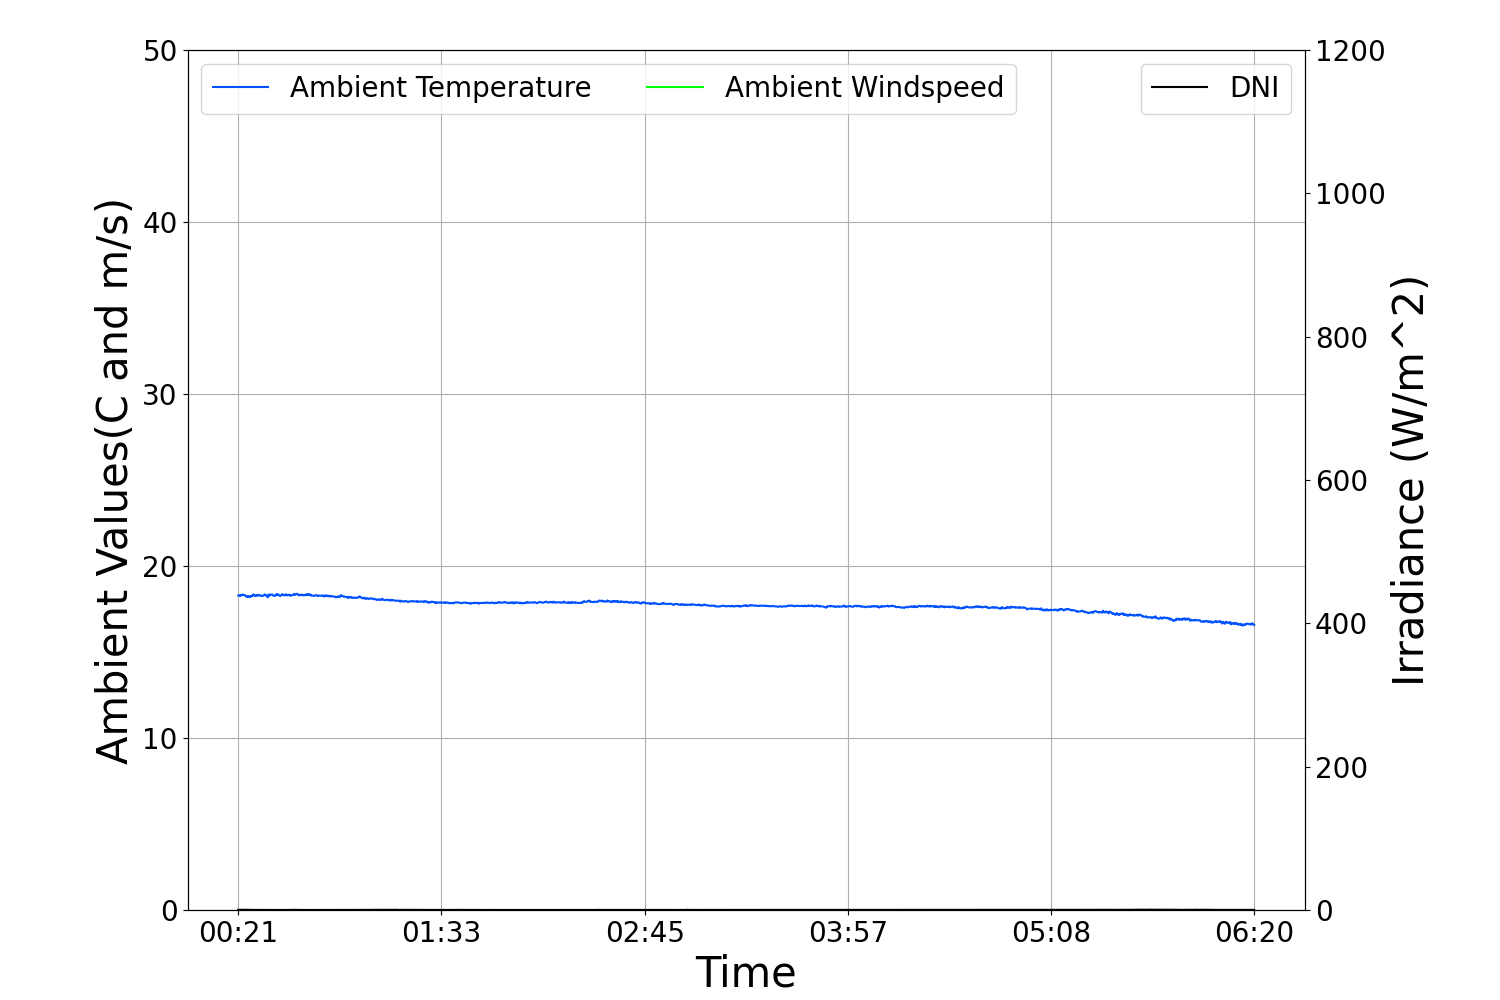 Ambient Temperature
Ambient Windspeed
DNI
50
40
30
20
10
0
Ambient Values(C and m/s)
1200
1000
800
600
400
200
0
Irradiance (W/m^2)
00:21 01:33 02:45 03:57 05:08 06:20
Time